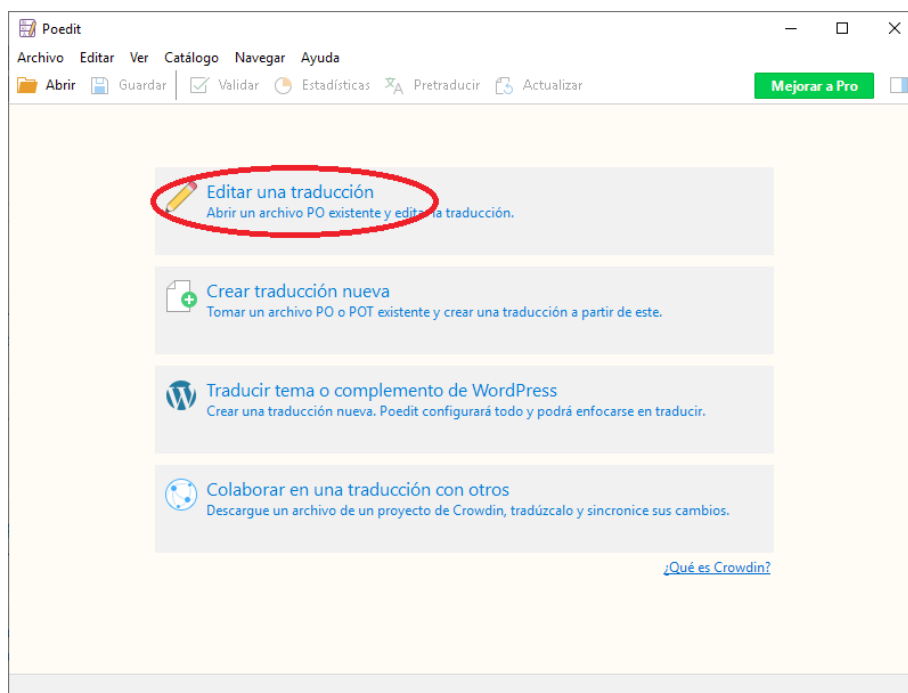 Poedit
Archivo Editar Ver Catálogo Navegar Ayuda
Abrir Guardar Validar Estadísticas Pretraducir Actualizar Mejorar a Pro
Editar una traducción
Abrir un archivo PO existente y editar la traducción.
Crear traducción nueva
Tomar un archivo PO o POT existente y crear una traducción a partir de este.
Traducir tema o complemento de WordPress
Crear una traducción nueva. Poedit configurará todo y podrá enfocarse en traducir.
Colaborar en una traducción con otros
Descargue un archivo de un proyecto de Crowdin, tradúzcalo y sincronice sus cambios.
¿Qué es Crowdin?